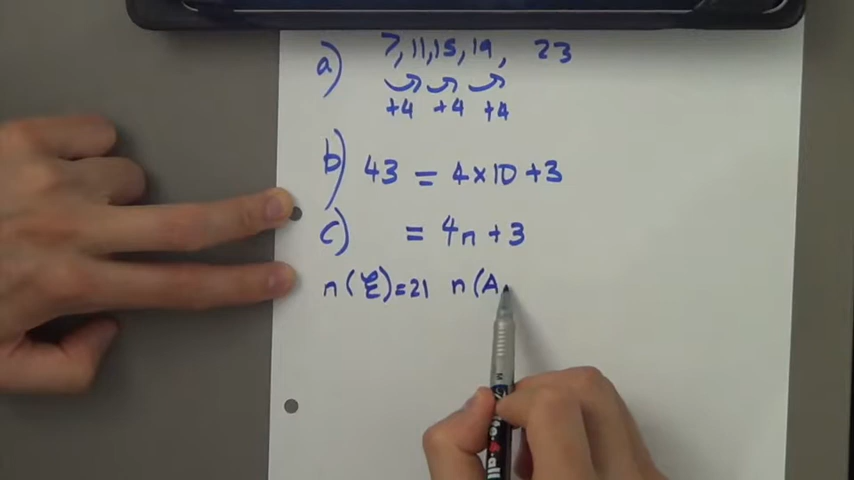 a) 7, 11, 15, 19, 23
+4 +4 +4
b) 43 = 4×10+3
c) = 4n+3
n(ℰ)=21 n(A